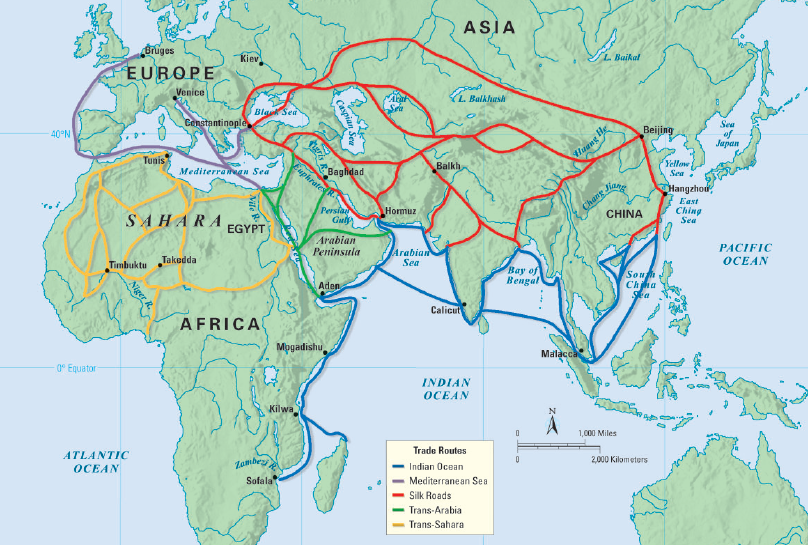 ASIA
Bruges
EUROPE
Kiev
L. Baikal
Venice
Black Sea
Aral
Sea
L. Balkhash
Caspian Sea
Constantinople
40°N
Beijing
Sea
of
Japan
Huang He
Tunis
Mediterranean Sea
Tigris R.
Baghdad
Balkh
Yellow
Sea
Euphrates R.
Hangzhou
Chang Jiang
East
China
Sea
Nile R.
Persian
Gulf
Hormuz
CHINA
SAHARA
EGYPT
Red Sea
Arabian
Peninsula
Arabian
Sea
PACIFIC
OCEAN
Timbuktu
Takedda
Bay of
Bengal
South
China
Sea
Niger R.
Aden
Calicut
AFRICA
Mogadishu
Malacca
0° Equator
INDIAN
OCEAN
Kilwa
N
0
1,000 Miles
0
2,000 Kilometers
ATLANTIC
OCEAN
Zambezi R.
Sofala
Trade Routes
Indian Ocean
Mediterranean Sea
Silk Roads
Trans-Arabia
Trans-Sahara